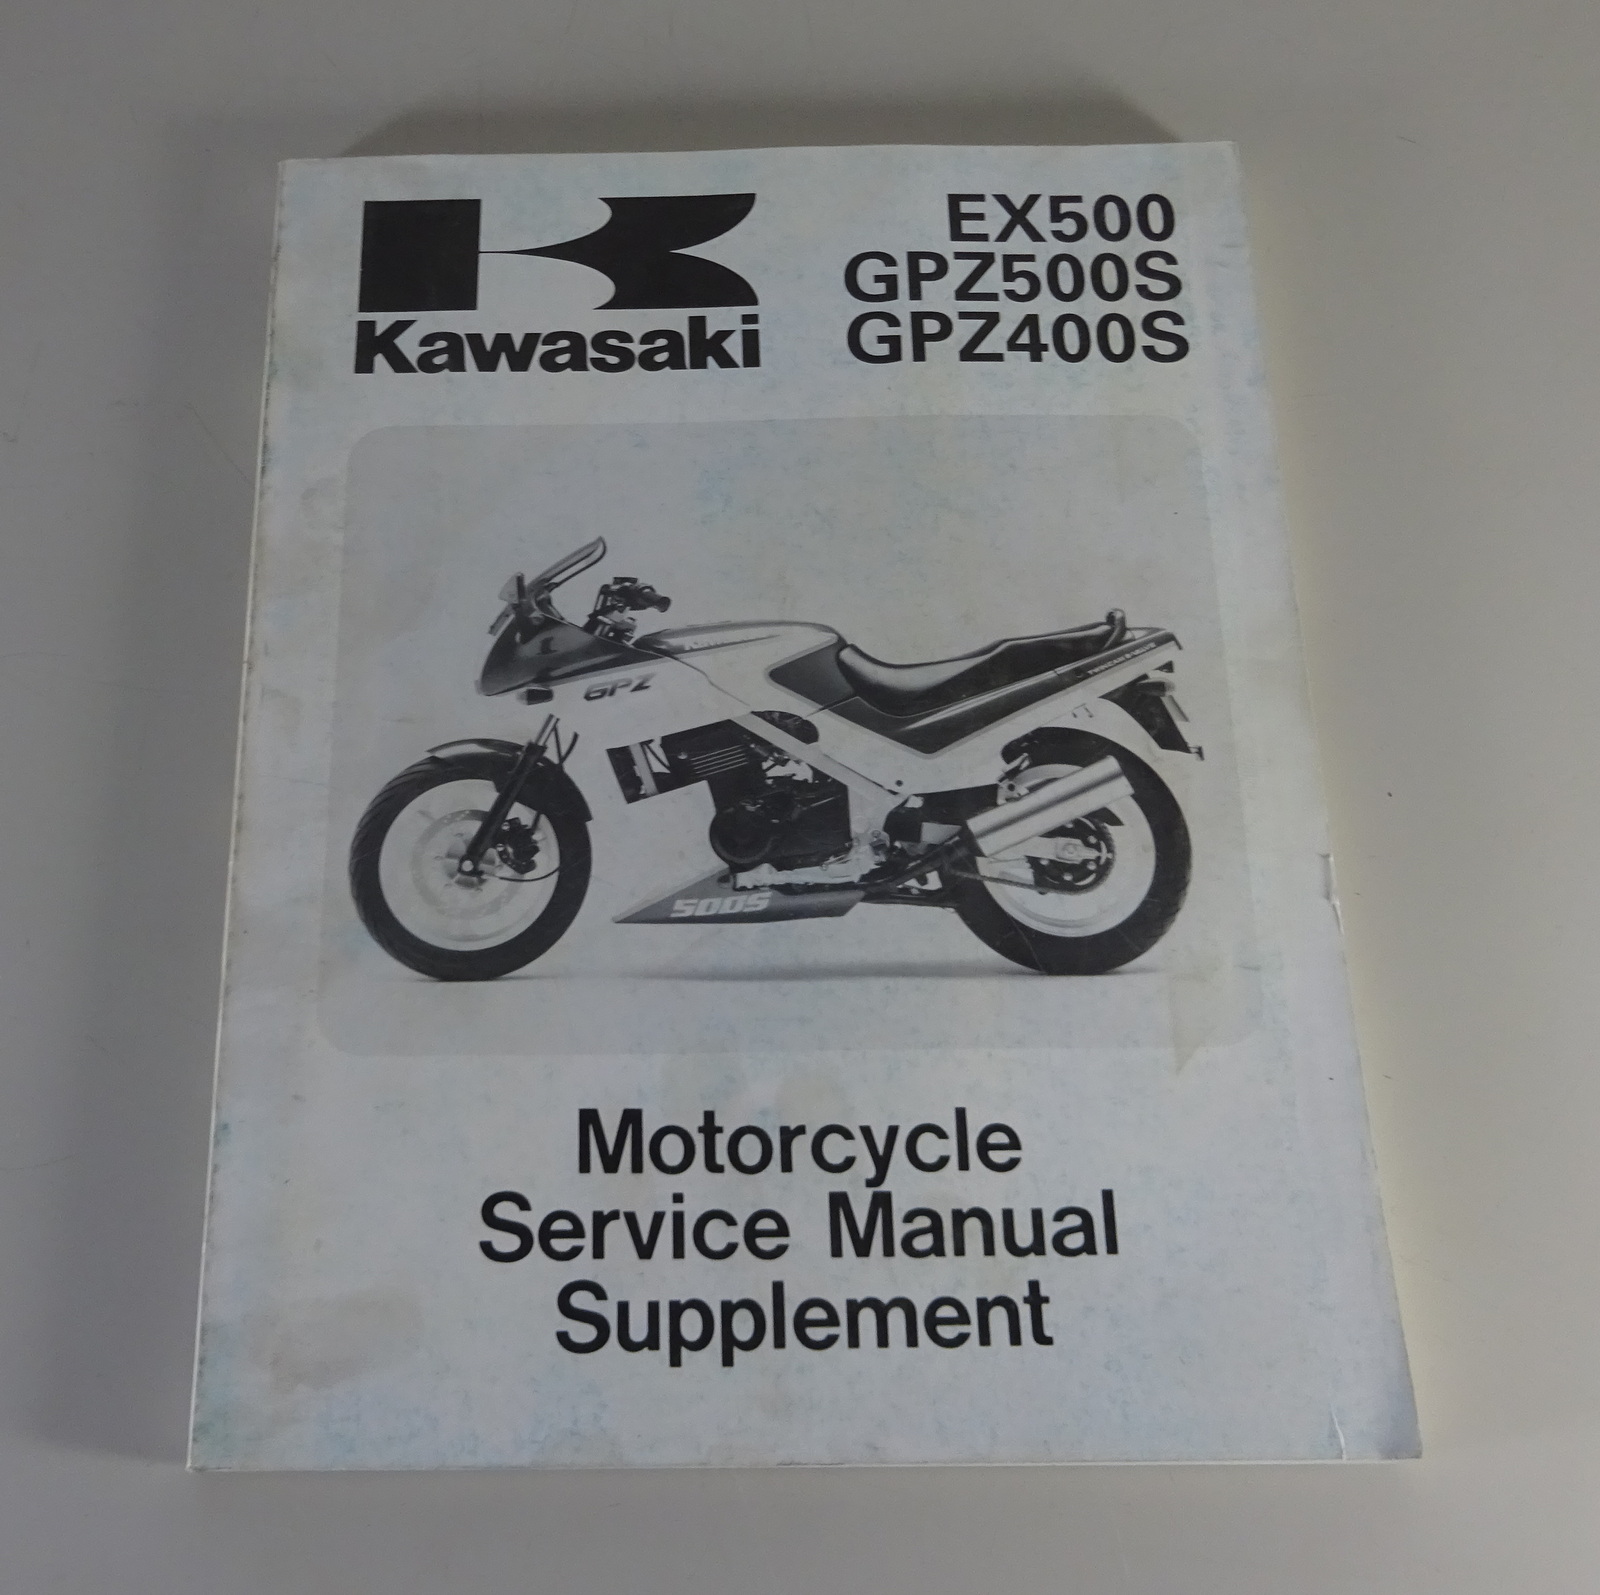 Kawasaki
EX500
GPZ500S
GPZ400S
GPZ
500S
Motorcycle
Service Manual
Supplement